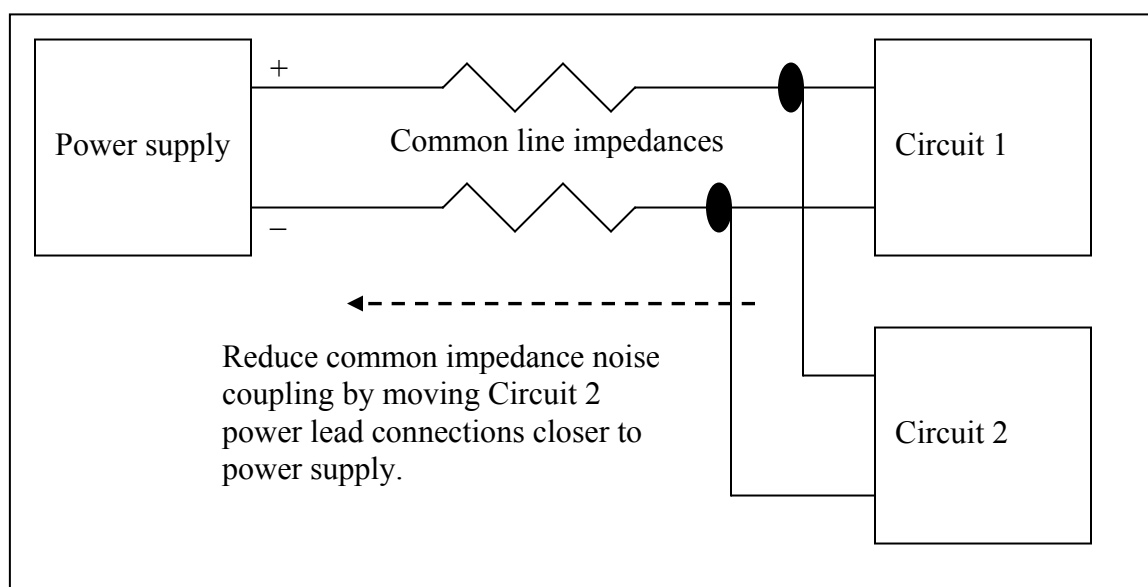 +
Power supply
Common line impedances
Circuit 1
–
Reduce common impedance noise
coupling by moving Circuit 2
power lead connections closer to
power supply.
Circuit 2